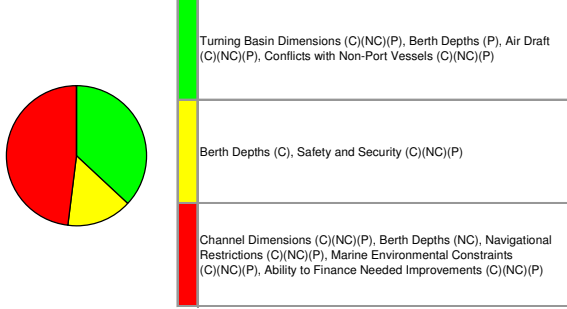 Turning Basin Dimensions (C)(NC)(P), Berth Depths (P), Air Draft
(C)(NC)(P), Conflicts with Non-Port Vessels (C)(NC)(P)
Berth Depths (C), Safety and Security (C)(NC)(P)
Channel Dimensions (C)(NC)(P), Berth Depths (NC), Navigational
Restrictions (C)(NC)(P), Marine Environmental Constraints
(C)(NC)(P), Ability to Finance Needed Improvements (C)(NC)(P)